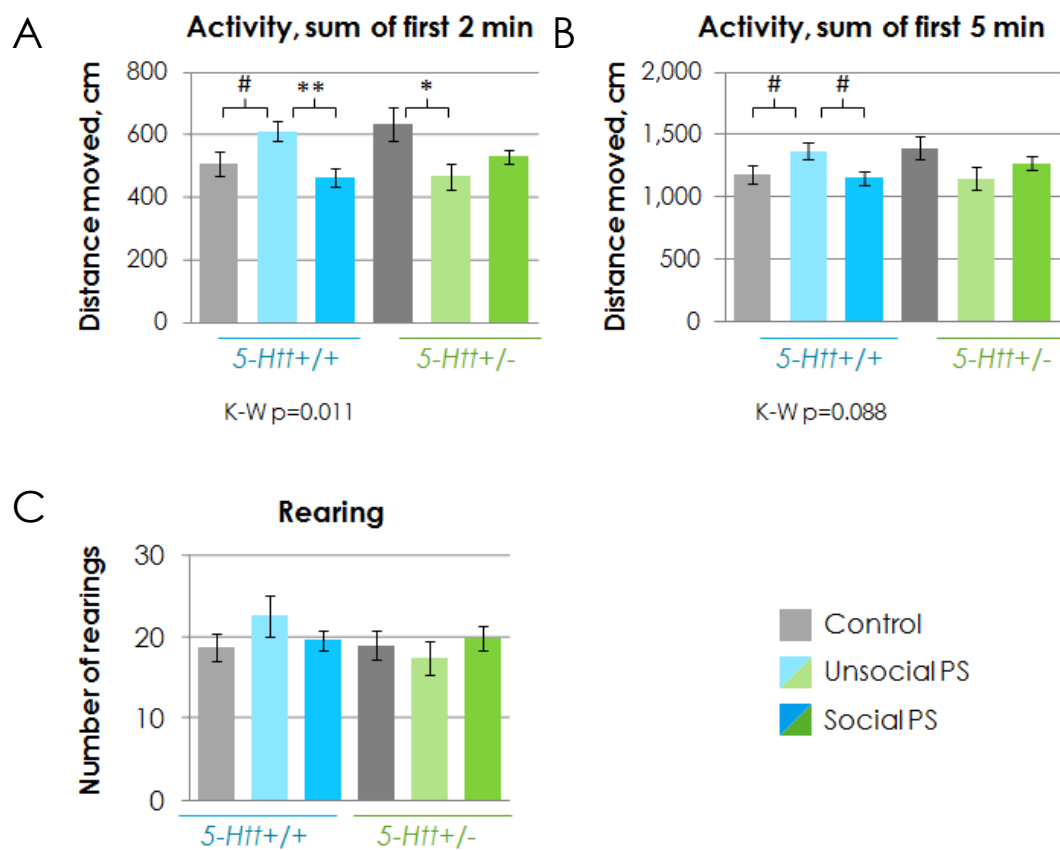 A
Activity, sum of first 2 min
Distance moved, cm
800
600
400
200
0
#
**
*
5-Htt+/+
5-Htt+/-
K-W p=0.011
B
Activity, sum of first 5 min
Distance moved, cm
2,000
1,500
1,000
500
0
#
#
5-Htt+/+
5-Htt+/-
K-W p=0.088
C
Rearing
Number of rearings
30
20
10
0
5-Htt+/+
5-Htt+/-
Control
Unsocial PS
Social PS